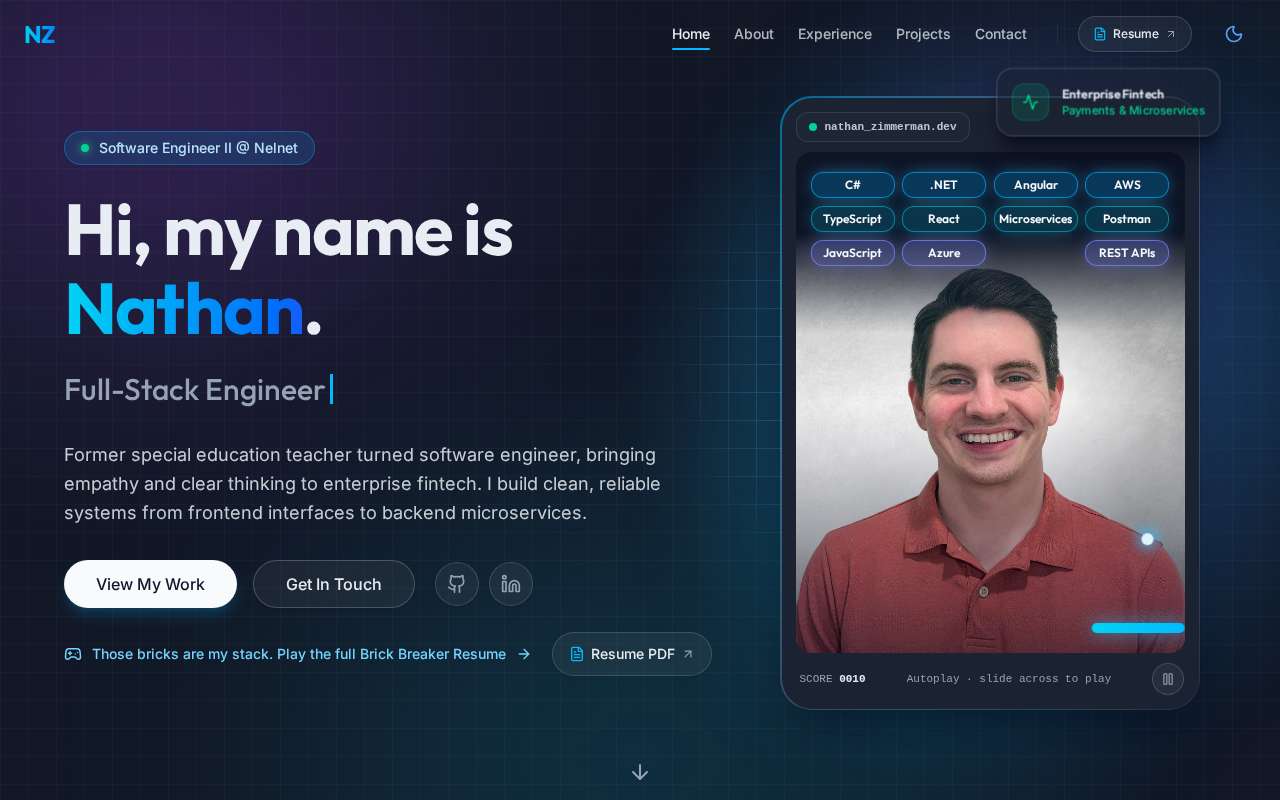 NZ
Home
About
Experience
Projects
Contact
Resume
Enterprise Fintech
Payments & Microservices
nathan_zimmerman.dev
Software Engineer II @ Nelnet
Hi, my name is
Nathan.
Full-Stack Engineer
Former special education teacher turned software engineer, bringing
empathy and clear thinking to enterprise fintech. I build clean, reliable
systems from frontend interfaces to backend microservices.
View My Work
Get In Touch
Those bricks are my stack. Play the full Brick Breaker Resume
Resume PDF
C# .NET Angular AWS
TypeScript React Microservices Postman
JavaScript Azure REST APIs
SCORE 0010
Autoplay · slide across to play